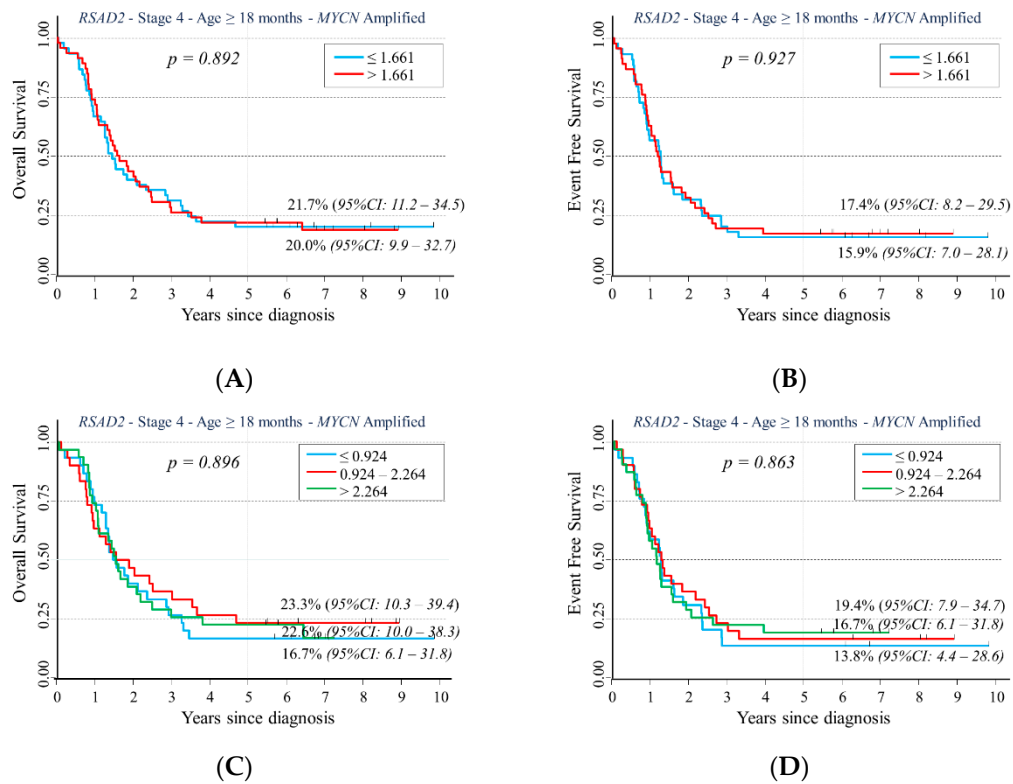 RSAD2 - Stage 4 - Age ≥ 18 months - MYCN Amplified
p = 0.892
≤ 1.661
> 1.661
Overall Survival
1.00
0.75
0.50
0.25
0.00
21.7% (95%CI: 11.2 – 34.5)
20.0% (95%CI: 9.9 – 32.7)
0 1 2 3 4 5 6 7 8 9 10
Years since diagnosis
(A)
RSAD2 - Stage 4 - Age ≥ 18 months - MYCN Amplified
p = 0.927
≤ 1.661
> 1.661
Event Free Survival
1.00
0.75
0.50
0.25
0.00
17.4% (95%CI: 8.2 – 29.5)
15.9% (95%CI: 7.0 – 28.1)
0 1 2 3 4 5 6 7 8 9 10
Years since diagnosis
(B)
RSAD2 - Stage 4 - Age ≥ 18 months - MYCN Amplified
p = 0.896
≤ 0.924
0.924 – 2.264
> 2.264
Overall Survival
1.00
0.75
0.50
0.25
0.00
23.3% (95%CI: 10.3 – 39.4)
22.6% (95%CI: 10.0 – 38.3)
16.7% (95%CI: 6.1 – 31.8)
0 1 2 3 4 5 6 7 8 9 10
Years since diagnosis
(C)
RSAD2 - Stage 4 - Age ≥ 18 months - MYCN Amplified
p = 0.863
≤ 0.924
0.924 – 2.264
> 2.264
Event Free Survival
1.00
0.75
0.50
0.25
0.00
19.4% (95%CI: 7.9 – 34.7)
16.7% (95%CI: 6.1 – 31.8)
13.8% (95%CI: 4.4 – 28.6)
0 1 2 3 4 5 6 7 8 9 10
Years since diagnosis
(D)